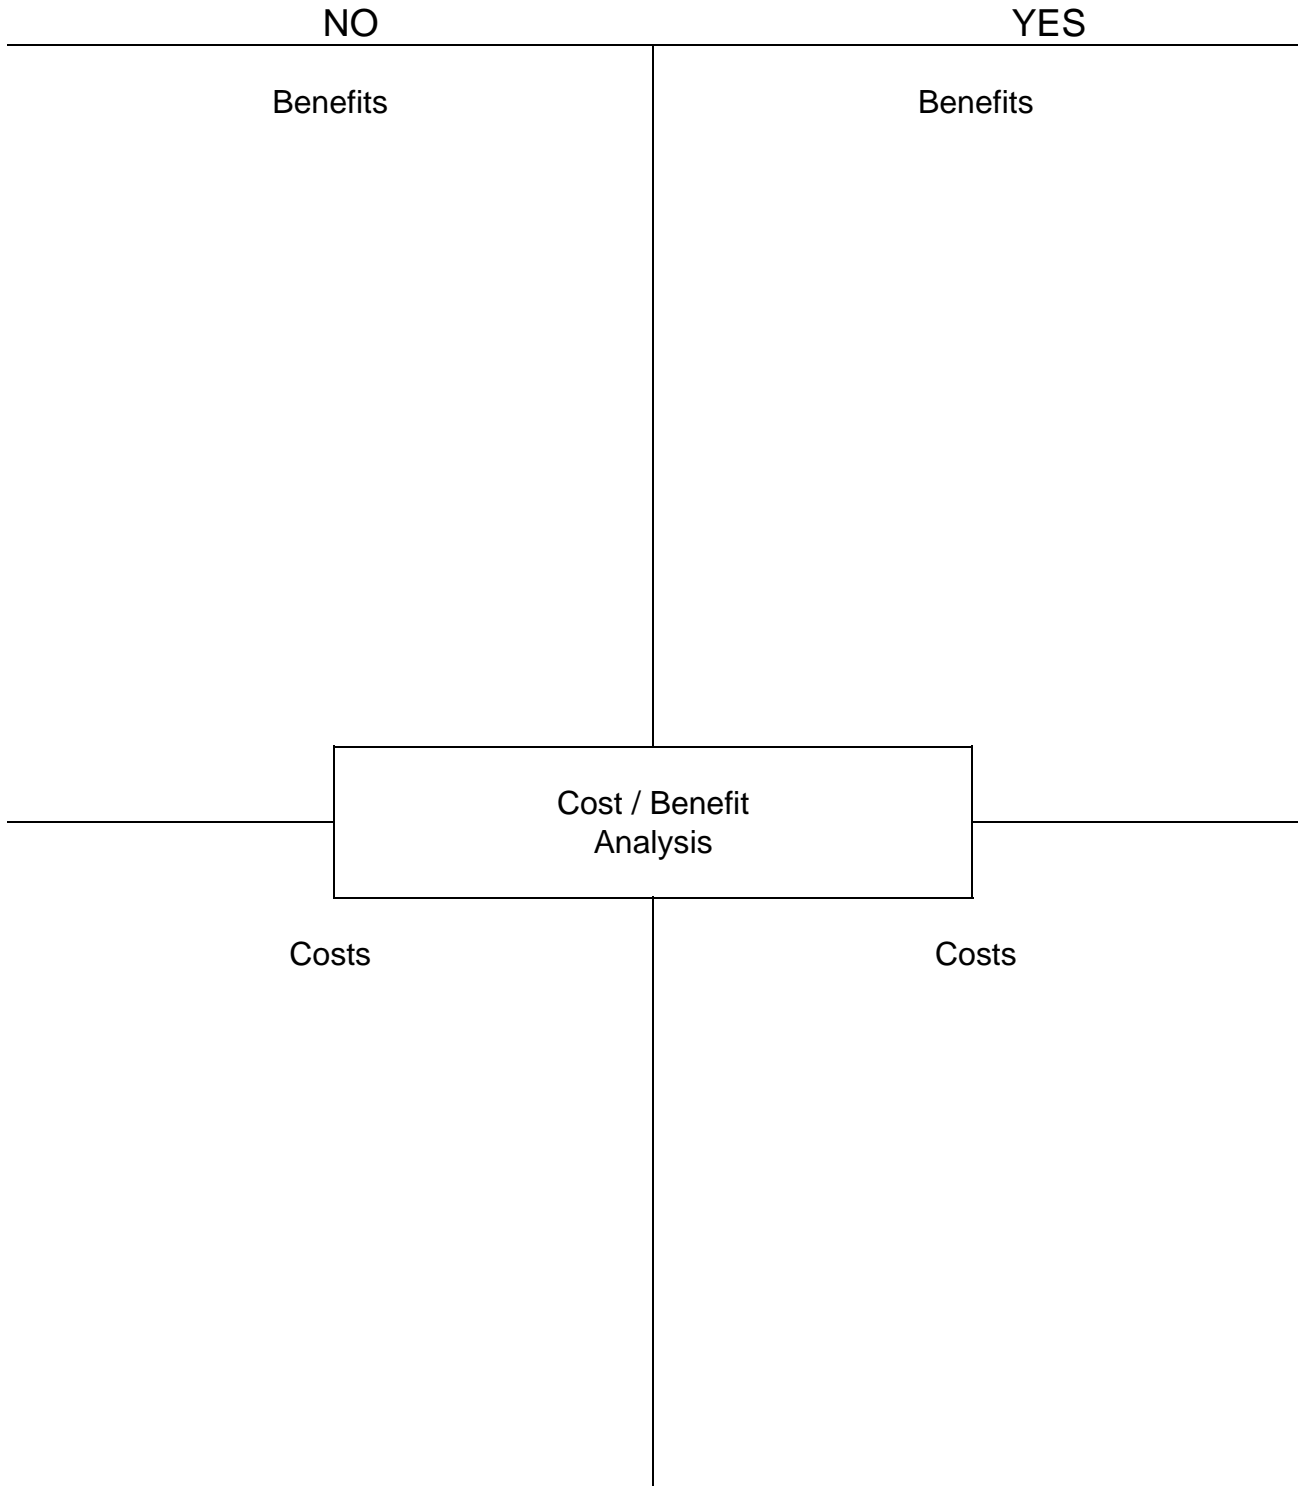 NO YES
Benefits Benefits
Cost / Benefit
Analysis
Costs Costs